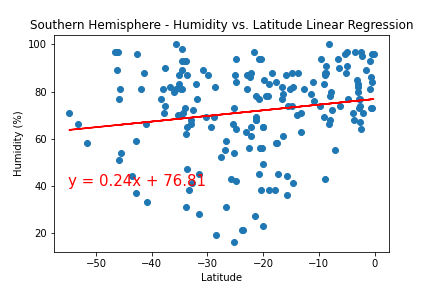 Southern Hemisphere - Humidity vs. Latitude Linear Regression
100
80
60
40
20
Humidity (%)
y = 0.24x + 76.81
−50
−40
−30
−20
−10
0
Latitude